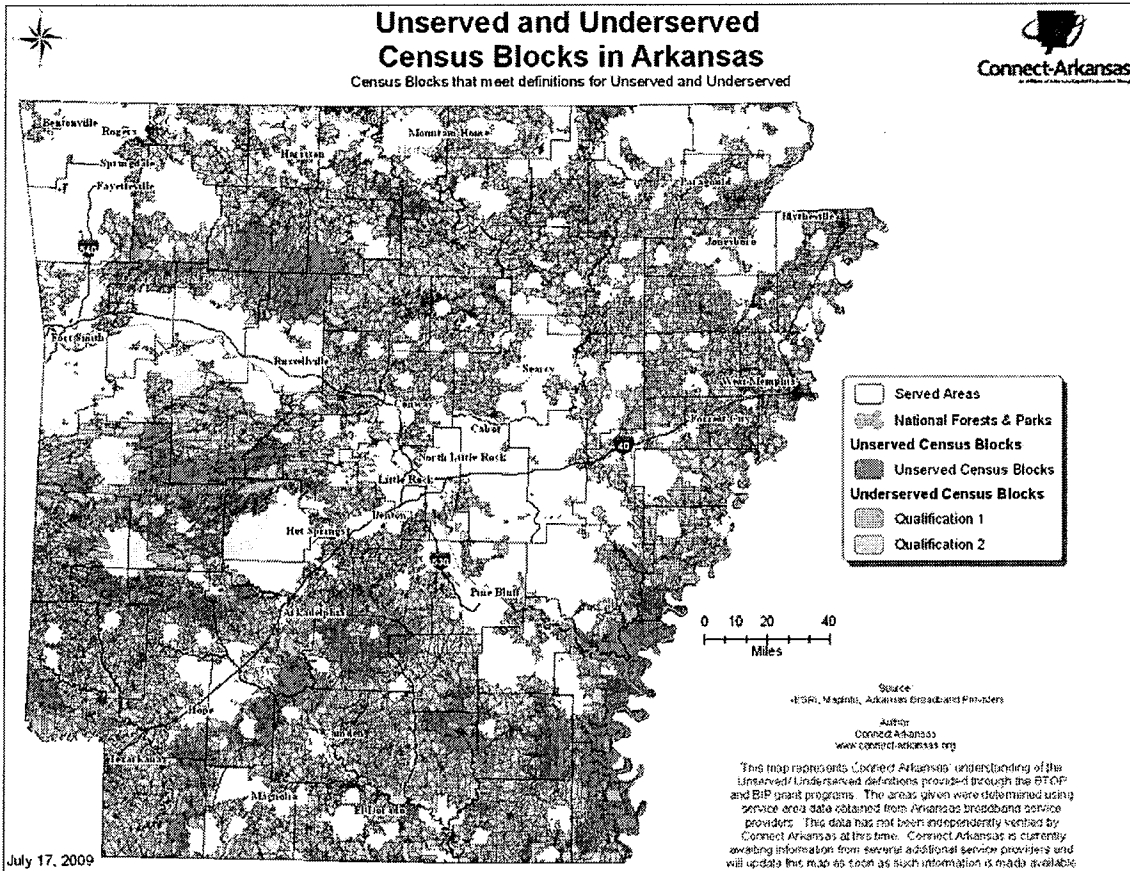 Unserved and Underserved
Census Blocks in Arkansas
Census Blocks that meet definitions for Unserved and Underserved
Connect-Arkansas
Bentonville
Rogers
Springdale
Fayetteville
Harrison
Mountain Home
Paragould
Blytheville
Jonesboro
Fort Smith
Russellville
Searcy
West Memphis
Conway
Forrest City
Cabot
40
North Little Rock
Little Rock
Benton
Hot Springs
Pine Bluff
Arkadelphia
Hope
Camden
Texarkana
Magnolia
El Dorado
Served Areas
National Forests & Parks
Unserved Census Blocks
Unserved Census Blocks
Underserved Census Blocks
Qualification 1
Qualification 2
0 10 20 40
Miles
Source
ESRI, MapInfo, Arkansas Broadband Providers
Author
Connect Arkansas
www.connect-arkansas.org
This map represents Connect Arkansas' understanding of the
Unserved/Underserved definitions provided through the BTOP
and BIP grant programs. The areas given were determined using
service area data obtained from Arkansas broadband service
providers. This data has not been independently verified by
Connect Arkansas at this time. Connect Arkansas is currently
awaiting information from several additional service providers and
will update this map as soon as such information is made available
July 17, 2009